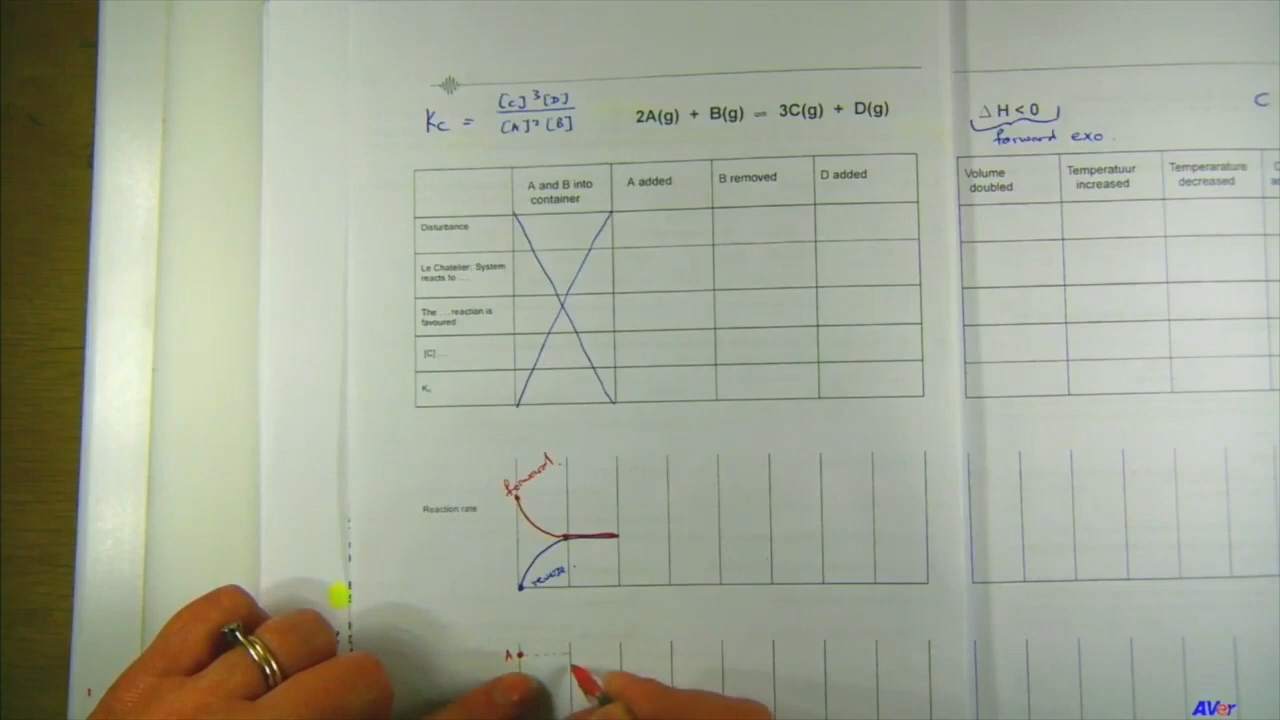 Kc = [C]³[D] / [A]²[B]
2A(g) + B(g) ⇌ 3C(g) + D(g)
ΔH < 0
forward exo.
C
A and B into container
A added
B removed
D added
Volume doubled
Temperatuur increased
Temperarature decreased
Disturbance
Le Chatelier: System reacts to ....
The ... reaction is favoured
[C] ....
Kc
forward.
Reaction rate
reverse.
A
AVer